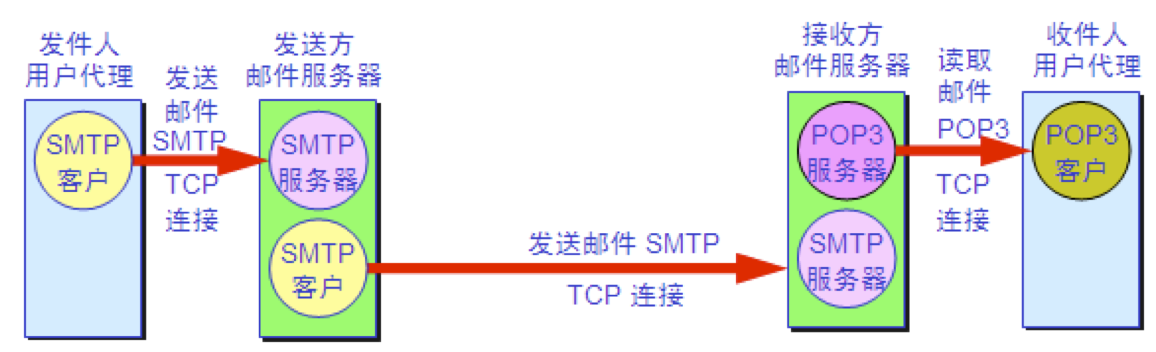 发件人
用户代理
发送
邮件
SMTP
TCP
连接
SMTP
客户
发送方
邮件服务器
SMTP
服务器
SMTP
客户
发送邮件 SMTP
TCP 连接
接收方
邮件服务器
POP3
服务器
SMTP
服务器
读取
邮件
POP3
TCP
连接
收件人
用户代理
POP3
客户